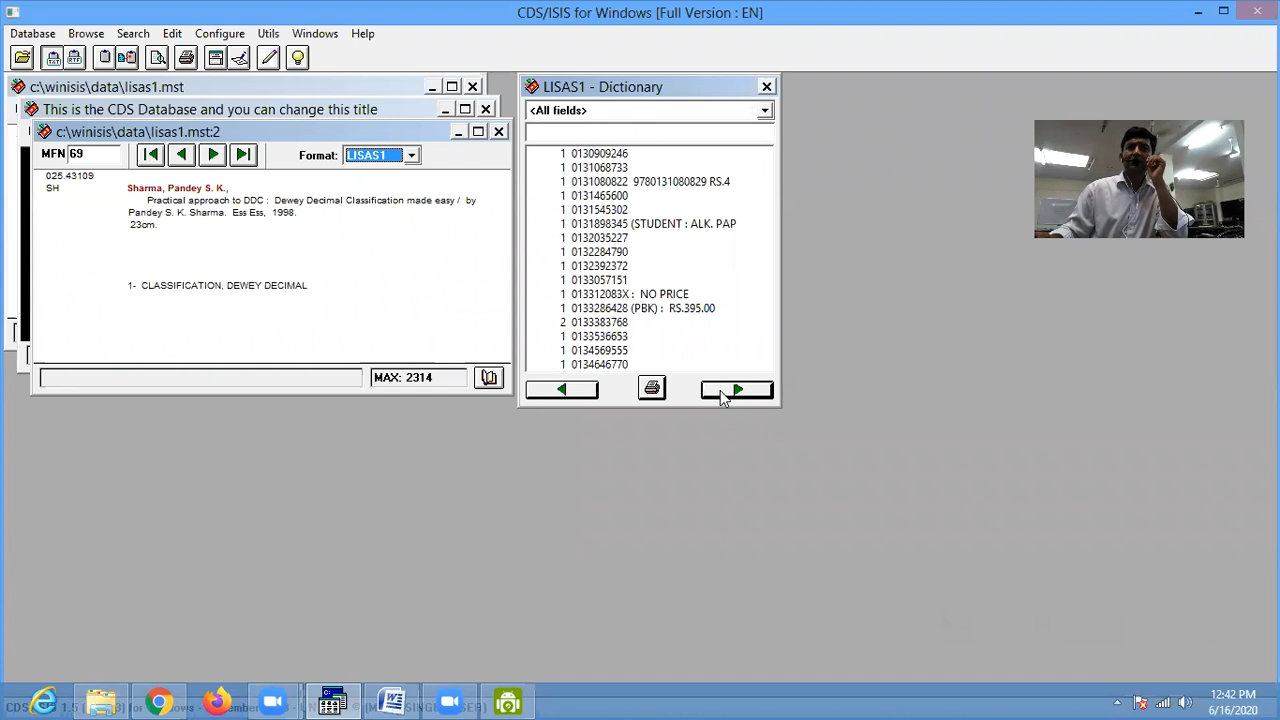 CDS/ISIS for Windows [Full Version : EN]
Database Browse Search Edit Configure Utils Windows Help
c:\winisis\data\lisas1.mst
This is the CDS Database and you can change this title
c:\winisis\data\lisas1.mst:2
MFN 69
Format: LISAS1
025.43109
SH
Sharma, Pandey S. K.,
Practical approach to DDC : Dewey Decimal Classification made easy / by
Pandey S. K. Sharma. Ess Ess, 1998.
23cm.
1- CLASSIFICATION, DEWEY DECIMAL
MAX: 2314
LISAS1 - Dictionary
<All fields>
1 0130909246
1 0131068733
1 0131080822 9780131080829 RS.4
1 0131465600
1 0131545302
1 0131898345 (STUDENT : ALK. PAP
1 0132035227
1 0132284790
1 0132392372
1 0133057151
1 013312083X : NO PRICE
1 0133286428 (PBK) : RS.395.00
2 0133383768
1 0133536653
1 0134569555
1 0134646770
12:42 PM
6/16/2020